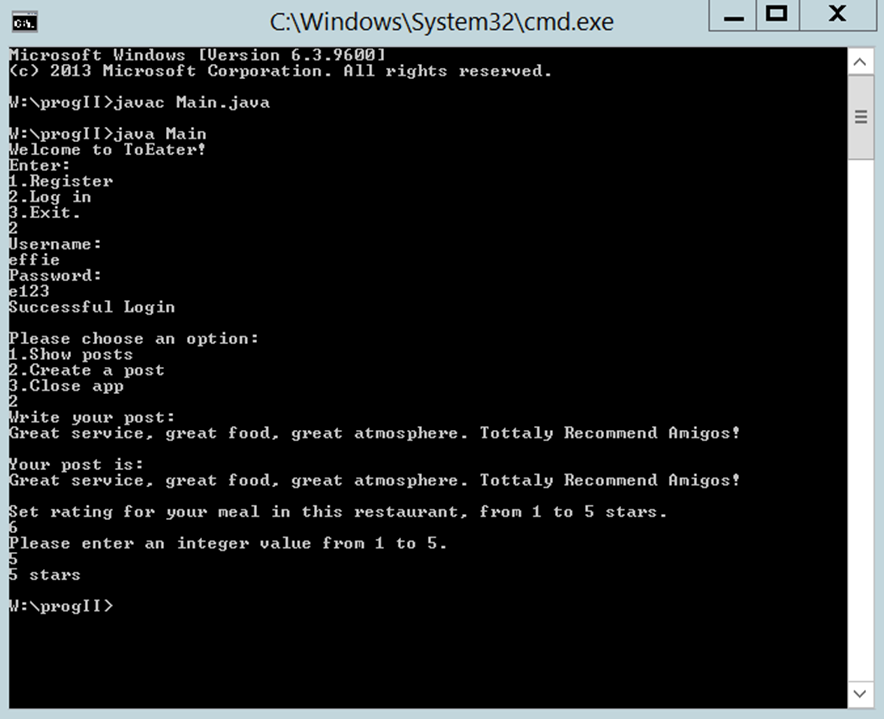 C:\Windows\System32\cmd.exe
Microsoft Windows [Version 6.3.9600]
(c) 2013 Microsoft Corporation. All rights reserved.
W:\progII>javac Main.java
W:\progII>java Main
Welcome to ToEater!
Enter:
1.Register
2.Log in
3.Exit.
2
Username:
effie
Password:
e123
Successful Login
Please choose an option:
1.Show posts
2.Create a post
3.Close app
2
Write your post:
Great service, great food, great atmosphere. Tottaly Recommend Amigos!
Your post is:
Great service, great food, great atmosphere. Tottaly Recommend Amigos!
Set rating for your meal in this restaurant, from 1 to 5 stars.
6
Please enter an integer value from 1 to 5.
5
5 stars
W:\progII>